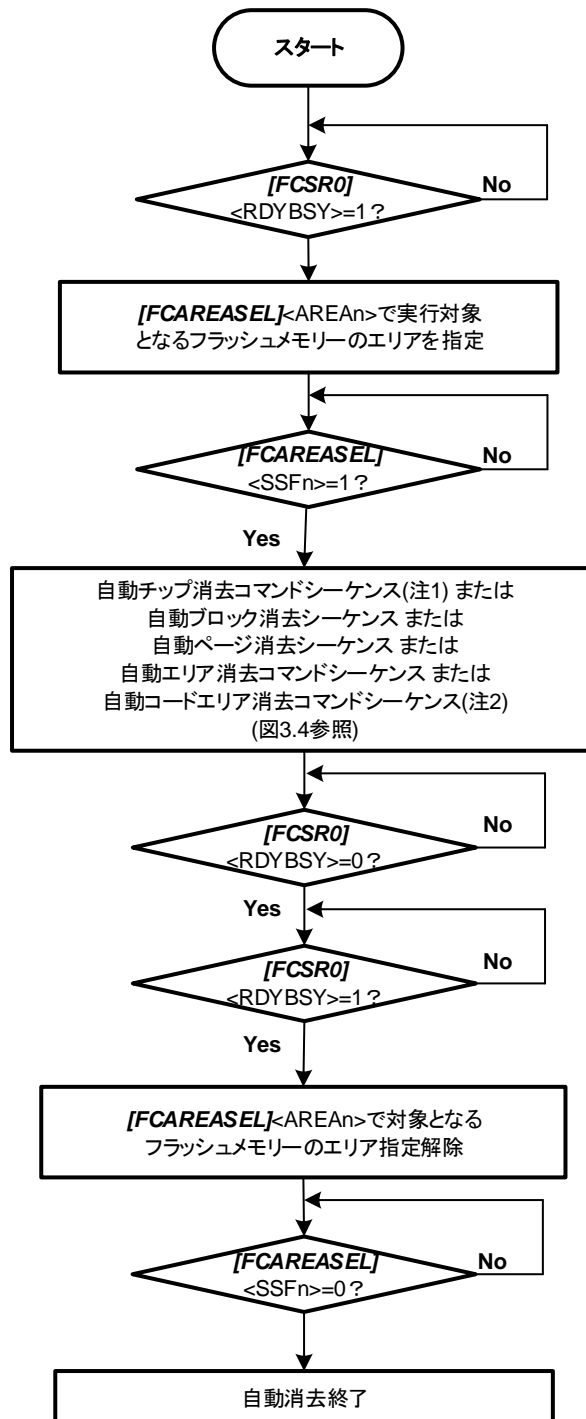 スタート
[FCSR0]
<RDYBSY>=1?
No
[FCAREASEL]<AREAn>で実行対象
となるフラッシュメモリーのエリアを指定
[FCAREASEL]
<SSFn>=1?
No
Yes
自動チップ消去コマンドシーケンス(注1) または
自動ブロック消去シーケンス または
自動ページ消去シーケンス または
自動エリア消去コマンドシーケンス または
自動コードエリア消去コマンドシーケンス(注2)
(図3.4参照)
[FCSR0]
<RDYBSY>=0?
No
Yes
[FCSR0]
<RDYBSY>=1?
No
Yes
[FCAREASEL]<AREAn>で対象となる
フラッシュメモリーのエリア指定解除
[FCAREASEL]
<SSFn>=0?
No
自動消去終了